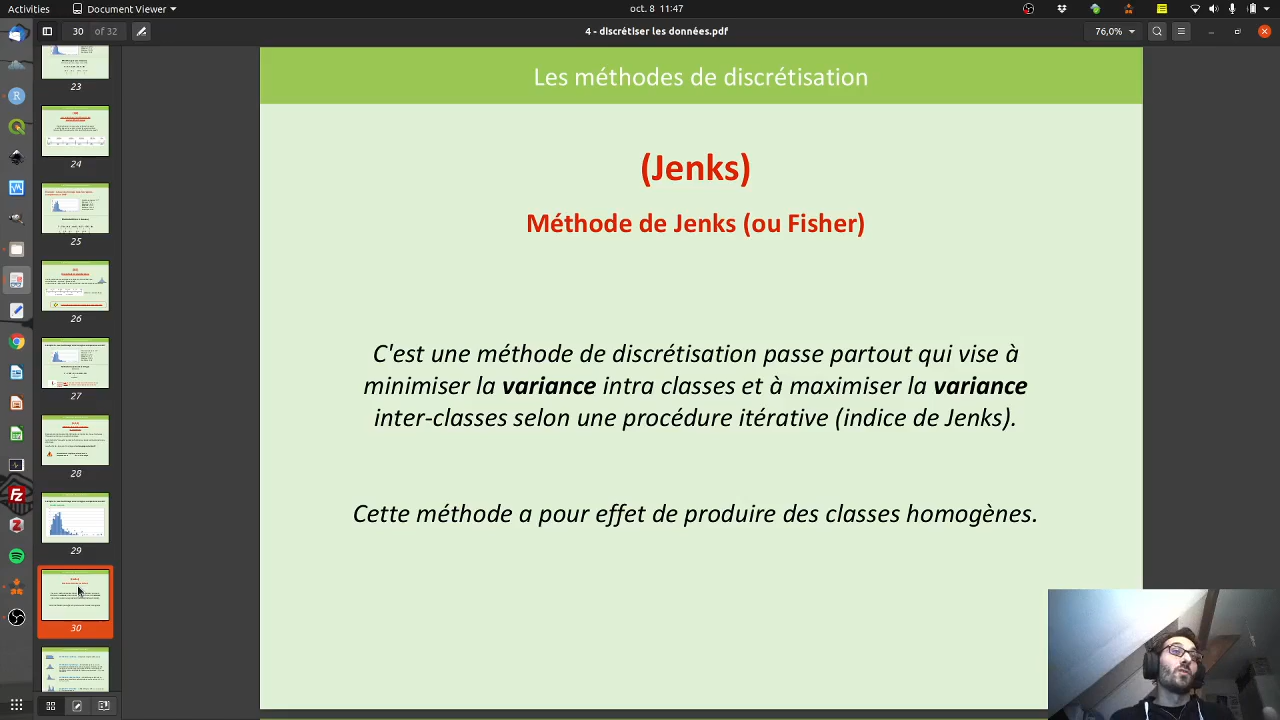 Activities
Document Viewer
oct. 8 11:47
30 of 32
4 - discrétiser les données.pdf
76,0%
23
24
25
26
27
28
29
30
Les méthodes de discrétisation
(Jenks)
Méthode de Jenks (ou Fisher)
C'est une méthode de discrétisation passe partout qui vise à
minimiser la variance intra classes et à maximiser la variance
inter-classes selon une procédure itérative (indice de Jenks).
Cette méthode a pour effet de produire des classes homogènes.